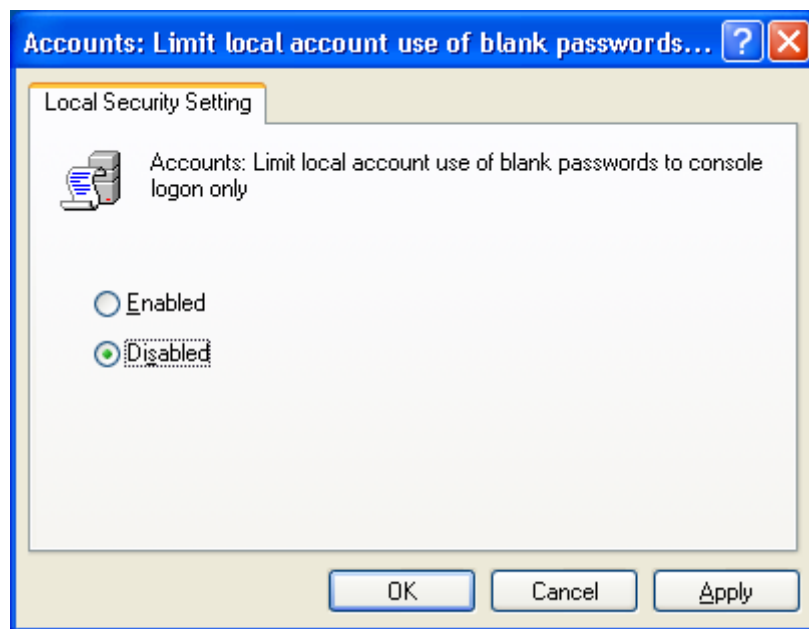 Accounts: Limit local account use of blank passwords...
Local Security Setting
Accounts: Limit local account use of blank passwords to console
logon only
Enabled
Disabled
OK
Cancel
Apply